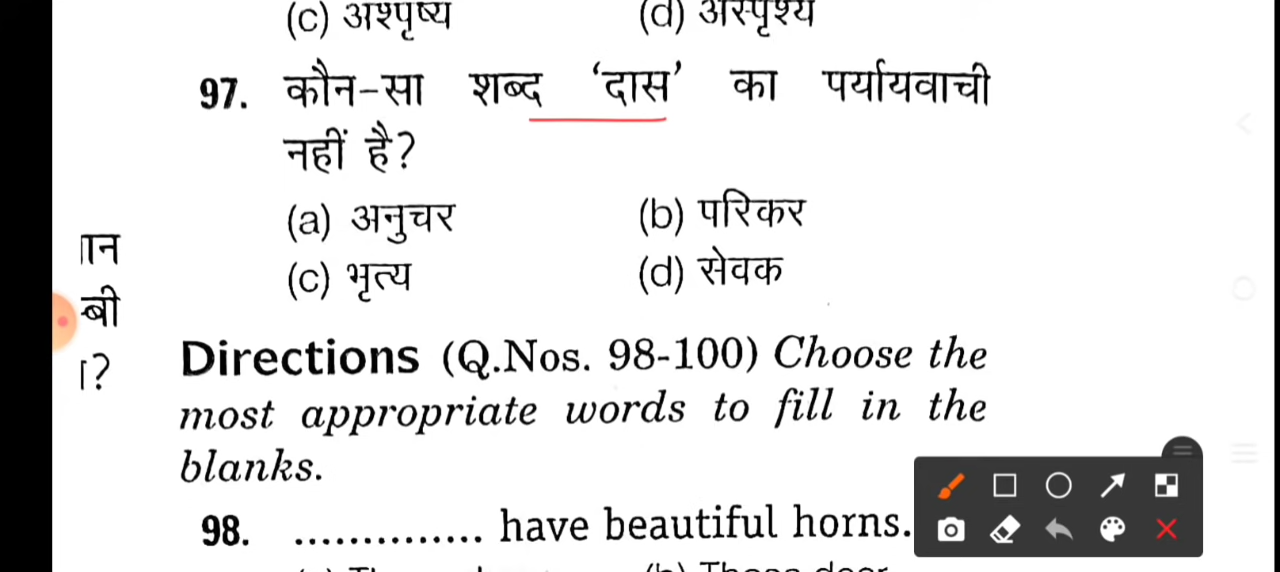 (c) अश्पृष्य (d) अस्पृश्य
97. कौन-सा शब्द 'दास' का पर्यायवाची
नहीं है?
(a) अनुचर (b) परिकर
(c) भृत्य (d) सेवक
ान
बी
?
Directions (Q.Nos. 98-100) Choose the
most appropriate words to fill in the
blanks.
98. .............. have beautiful horns.